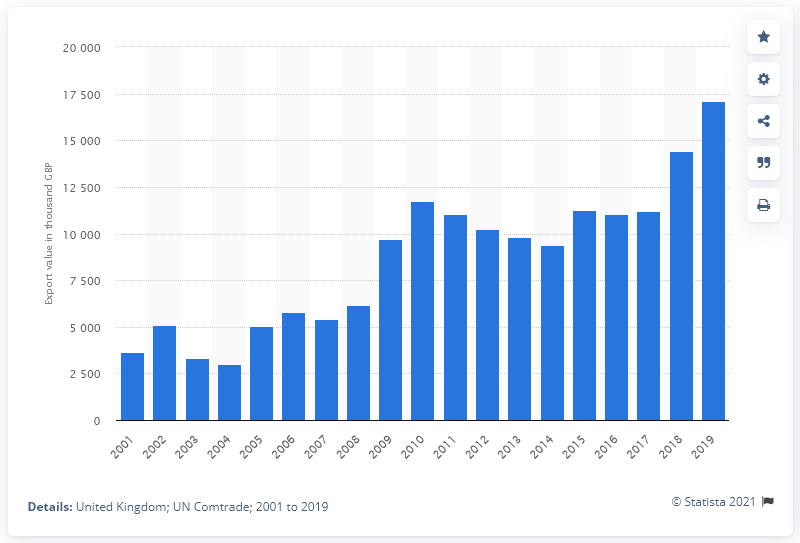 20 000
17 500
15 000
12 500
10 000
7 500
5 000
2 500
0
Export value in thousand GBP
2001 2002 2003 2004 2005 2006 2007 2008 2009 2010 2011 2012 2013 2014 2015 2016 2017 2018 2019
Details: United Kingdom; UN Comtrade; 2001 to 2019
© Statista 2021